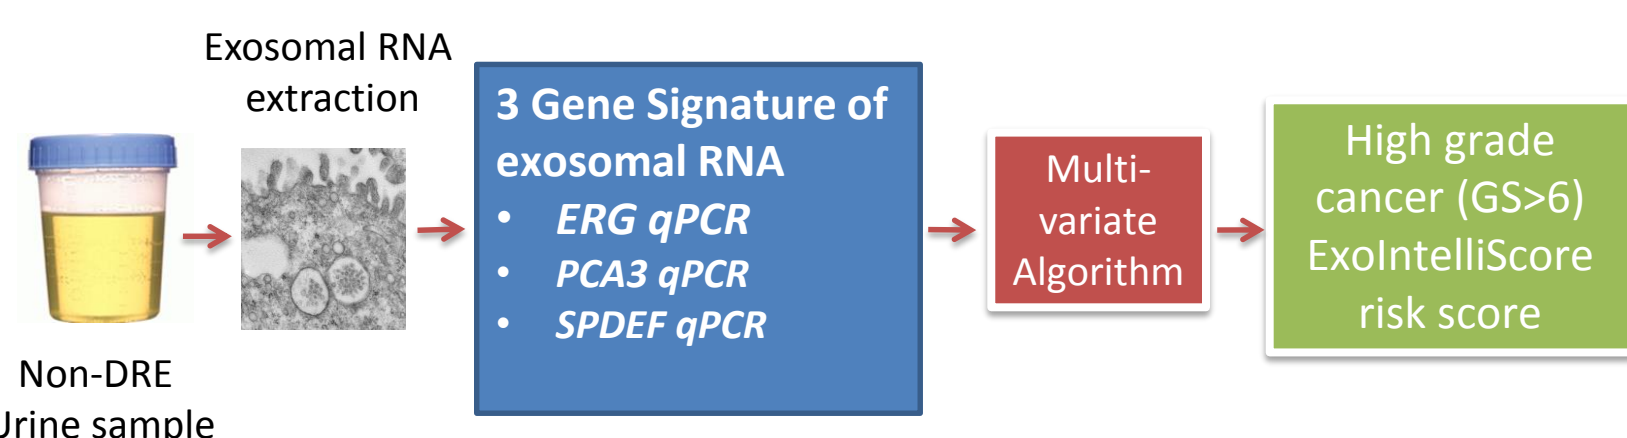 Exosomal RNA
extraction
Non-DRE
Urine sample
3 Gene Signature of
exosomal RNA
• ERG qPCR
• PCA3 qPCR
• SPDEF qPCR
Multi-
variate
Algorithm
High grade
cancer (GS>6)
ExoIntelliScore
risk score